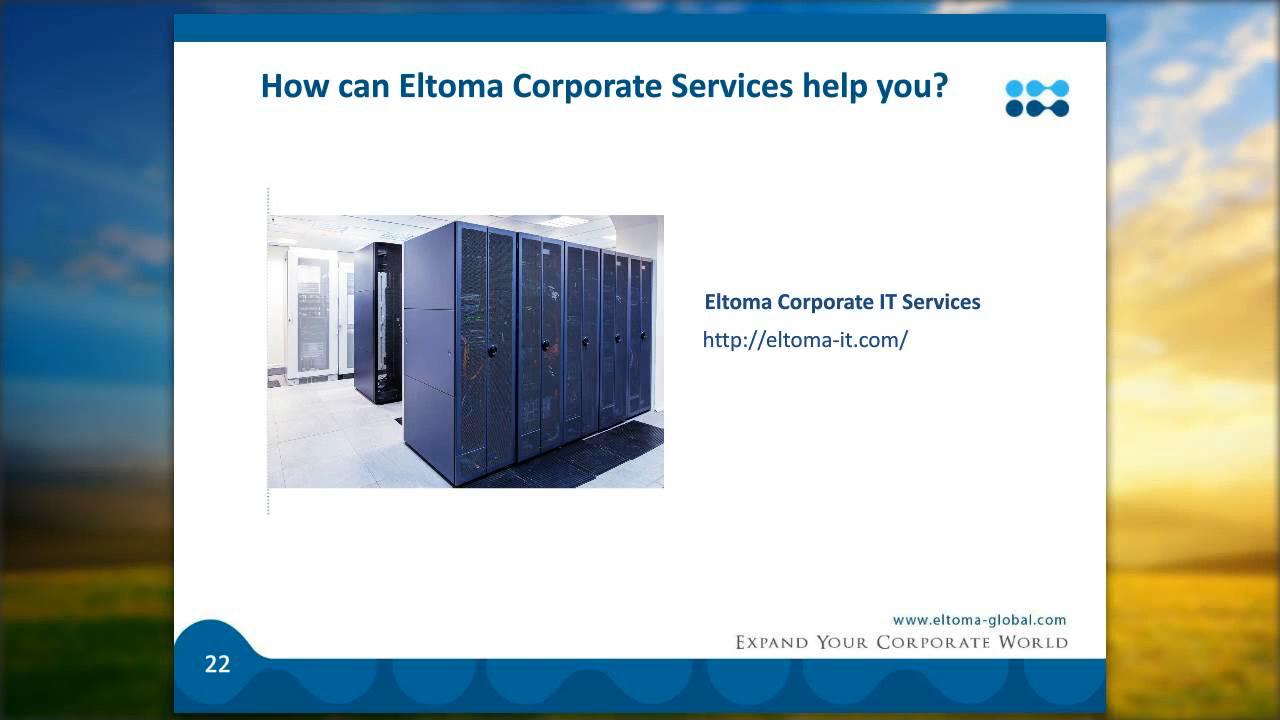 How can Eltoma Corporate Services help you?
Eltoma Corporate IT Services
http://eltoma-it.com/
www.eltoma-global.com
Expand Your Corporate World
22